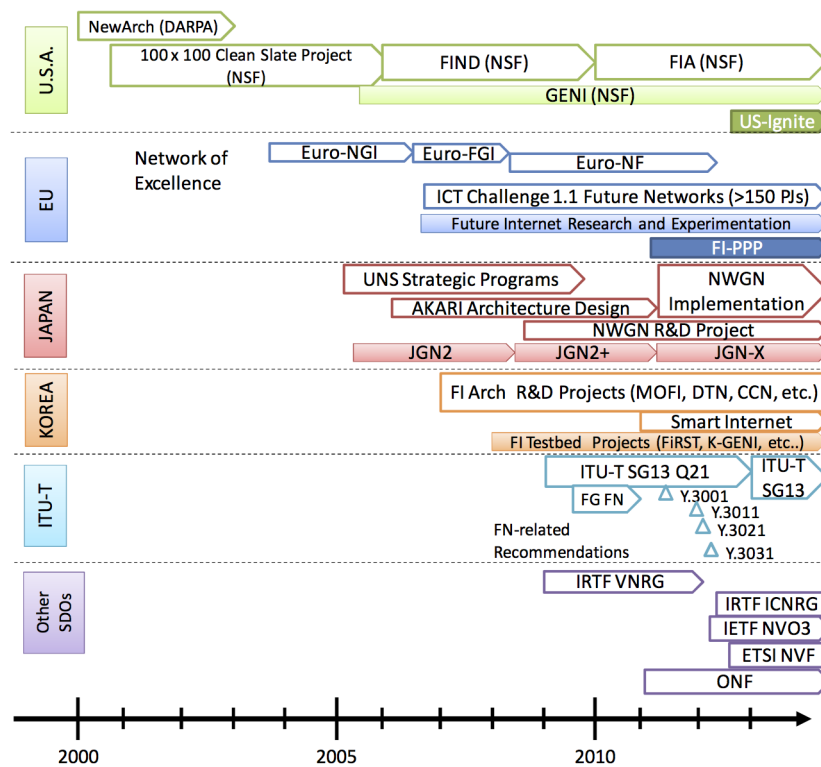 U.S.A.
NewArch (DARPA)
100 x 100 Clean Slate Project
(NSF)
FIND (NSF)
FIA (NSF)
GENI (NSF)
US-Ignite
EU
Network of
Excellence
Euro-NGI
Euro-FGI
Euro-NF
ICT Challenge 1.1 Future Networks (>150 PJs)
Future Internet Research and Experimentation
FI-PPP
JAPAN
UNS Strategic Programs
NWGN
Implementation
AKARI Architecture Design
NWGN R&D Project
JGN2
JGN2+
JGN-X
KOREA
FI Arch R&D Projects (MOFI, DTN, CCN, etc.)
Smart Internet
FI Testbed Projects (FiRST, K-GENI, etc..)
ITU-T
ITU-T SG13 Q21
ITU-T
SG13
FG FN
Y.3001
Y.3011
FN-related
Y.3021
Recommendations
Y.3031
Other
SDOs
IRTF VNRG
IRTF ICNRG
IETF NVO3
ETSI NVF
ONF
2000
2005
2010